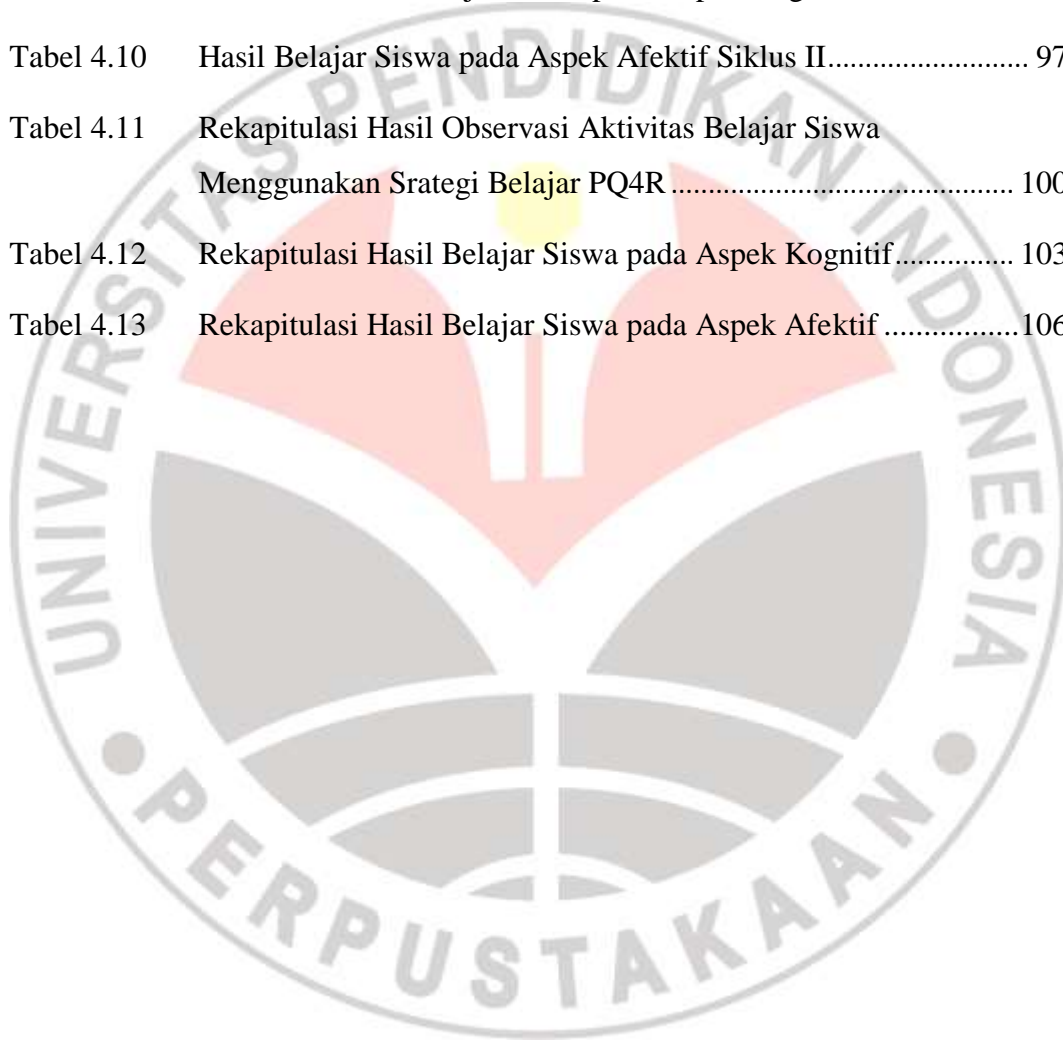 Tabel 4.10 Hasil Belajar Siswa pada Aspek Afektif Siklus II......................... 97
Tabel 4.11 Rekapitulasi Hasil Observasi Aktivitas Belajar Siswa
Menggunakan Srategi Belajar PQ4R......................................... 100
Tabel 4.12 Rekapitulasi Hasil Belajar Siswa pada Aspek Kognitif............... 103
Tabel 4.13 Rekapitulasi Hasil Belajar Siswa pada Aspek Afektif .................106
UNIVERSITAS PENDIDIKAN INDONESIA
PERPUSTAKAAN